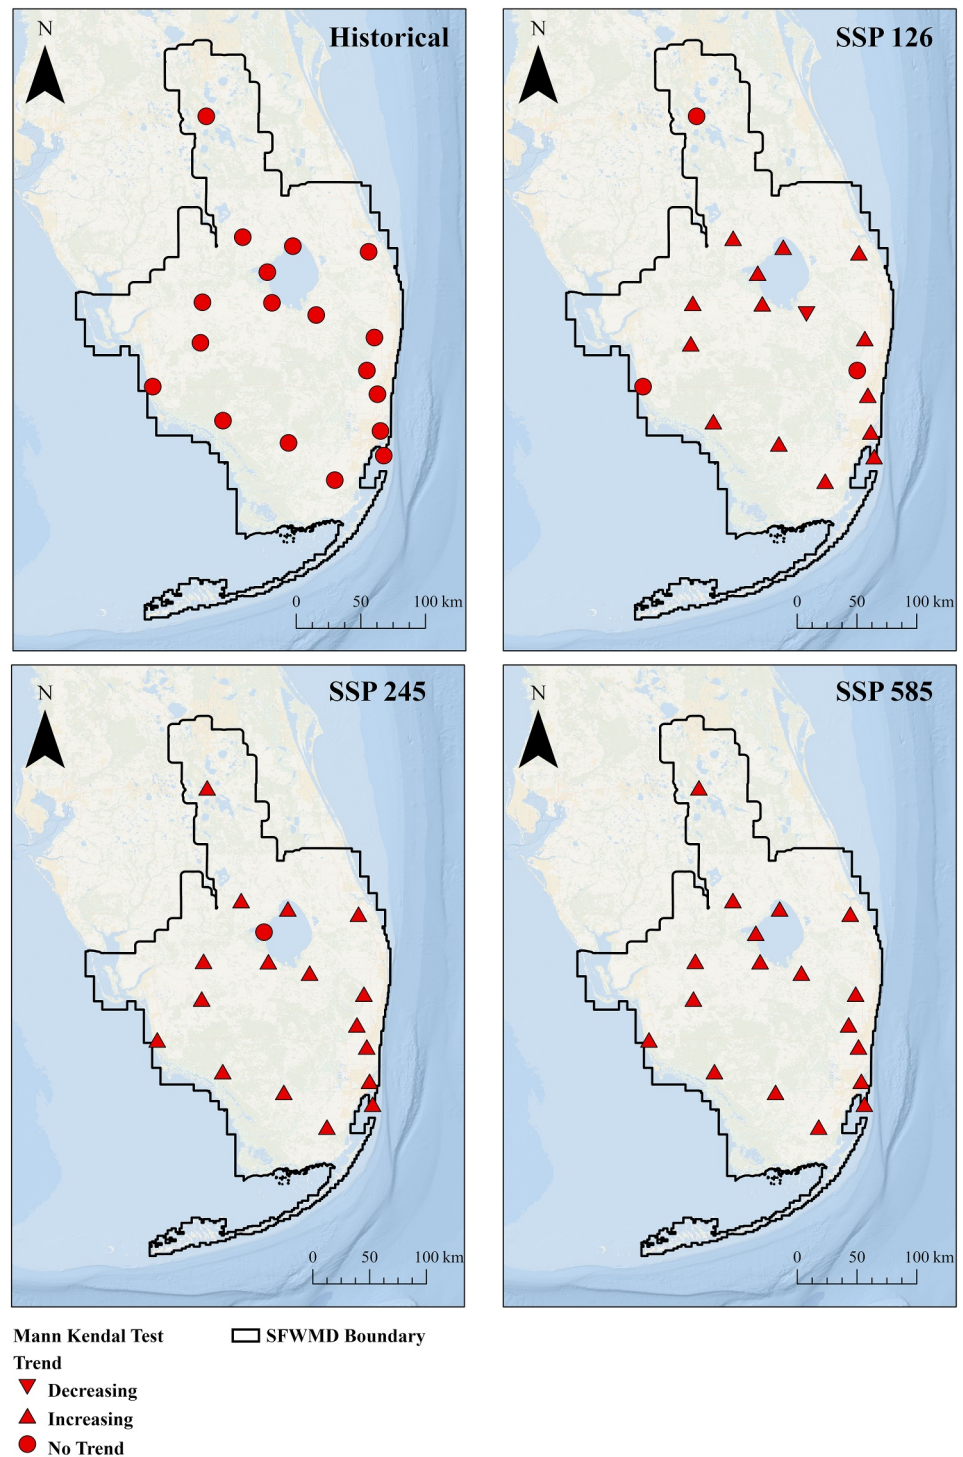 N
Historical
0 50 100 km
N
SSP 126
0 50 100 km
N
SSP 245
0 50 100 km
N
SSP 585
0 50 100 km
Mann Kendal Test
SFWMD Boundary
Trend
Decreasing
Increasing
No Trend